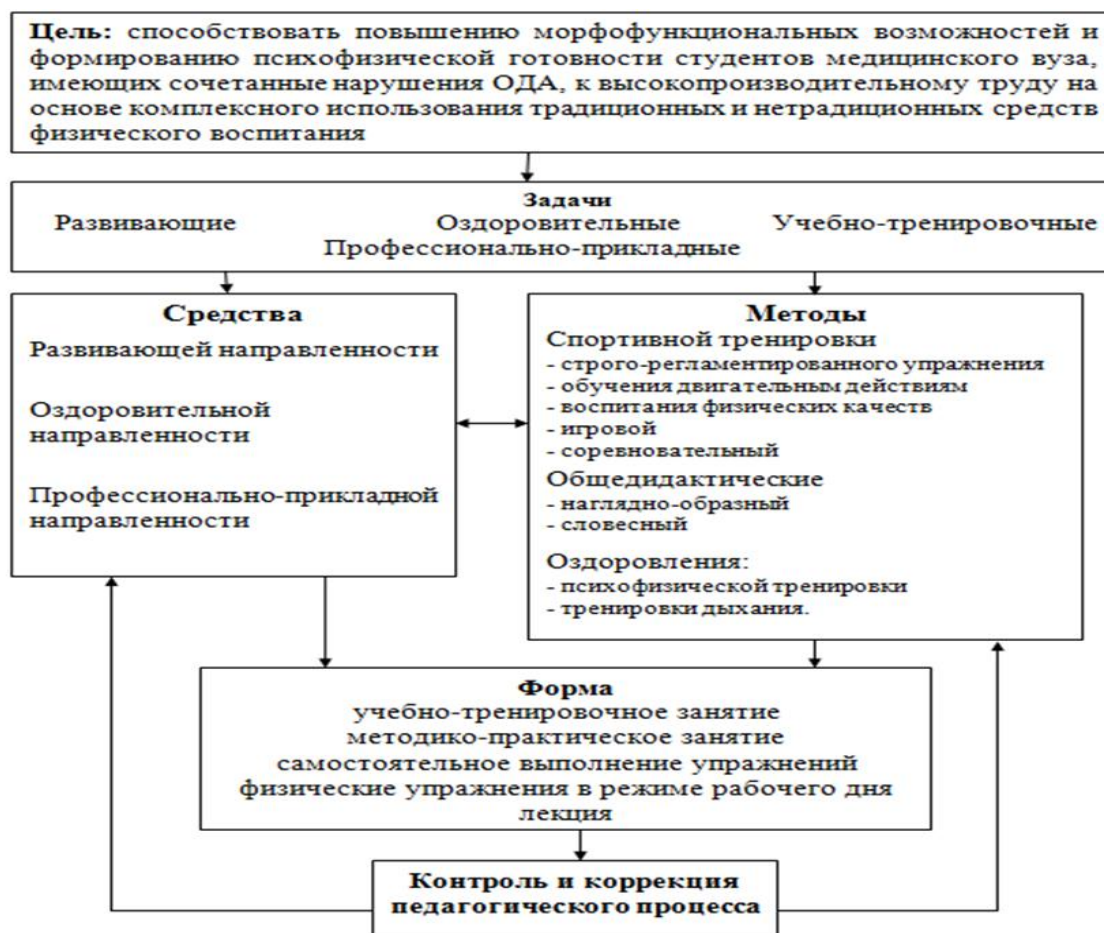 Цель: способствовать повышению морфофункциональных возможностей и
формированию психофизической готовности студентов медицинского вуза,
имеющих сочетанные нарушения ОДА, к высокопроизводительному труду на
основе комплексного использования традиционных и нетрадиционных средств
физического воспитания
Задачи
Развивающие Оздоровительные Учебно-тренировочные
Профессионально-прикладные
Средства
Развивающей направленности
Оздоровительной
направленности
Профессионально-прикладной
направленности
Методы
Спортивной тренировки
- строго-регламентированного упражнения
- обучения двигательным действиям
- воспитания физических качеств
- игровой
- соревновательный
Общедидактические
- наглядно-образный
- словесный
Оздоровления:
- психофизической тренировки
- тренировки дыхания.
Форма
учебно-тренировочное занятие
методико-практическое занятие
самостоятельное выполнение упражнений
физические упражнения в режиме рабочего дня
лекция
Контроль и коррекция
педагогического процесса